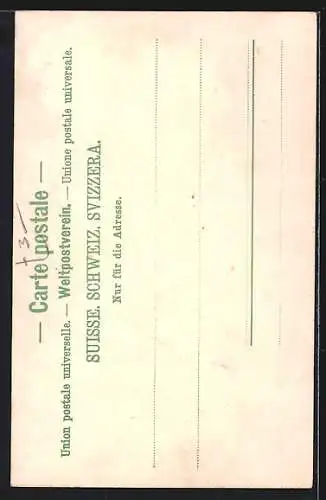 — Carte postale —
Union postale universelle. — Weltpostverein. — Unione postale universale.
SUISSE. SCHWEIZ. SVIZZERA.
Nur für die Adresse.